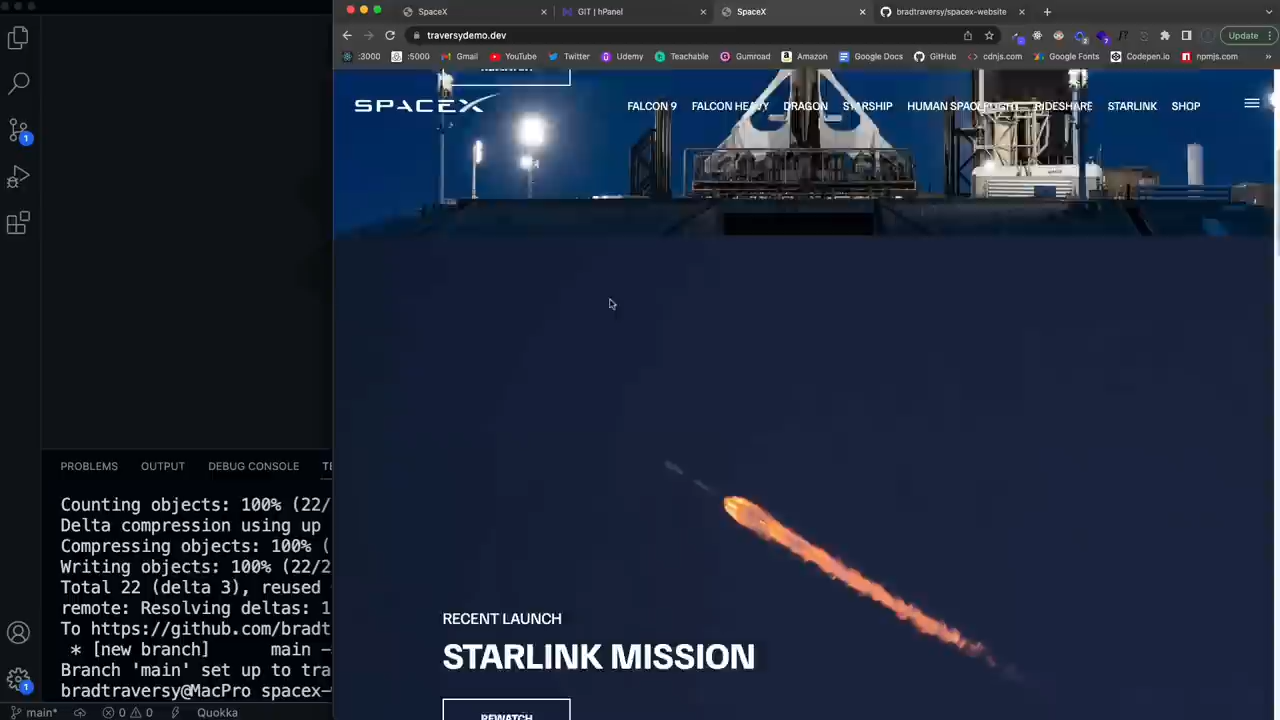 SpaceX
GIT | hPanel
SpaceX
bradtraversy/spacex-website
traversydemo.dev
Update
:3000
:5000
Gmail
YouTube
Twitter
Udemy
Teachable
Gumroad
Amazon
Google Docs
GitHub
cdnjs.com
Google Fonts
Codepen.io
npmjs.com
»
SPACEX
FALCON 9
FALCON HEAVY
DRAGON
STARSHIP
HUMAN SPACEFLIGHT
RIDESHARE
STARLINK
SHOP
1
PROBLEMS
OUTPUT
DEBUG CONSOLE
Counting objects: 100% (22/
Delta compression using up
Compressing objects: 100% (
Writing objects: 100% (22/2
Total 22 (delta 3), reused
remote: Resolving deltas: 1
To https://github.com/bradt
* [new branch] main -
Branch 'main' set up to tra
bradtraversy@MacPro spacex-
RECENT LAUNCH
STARLINK MISSION
REWATCH
1
main*
0
0
Quokka